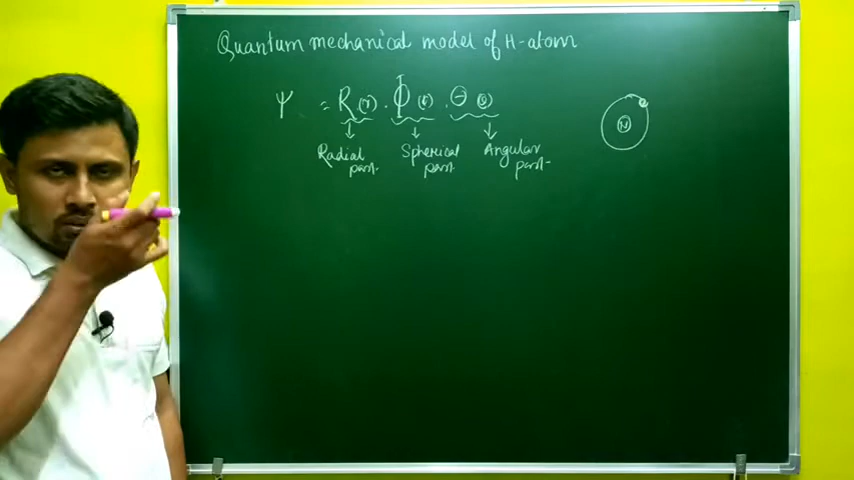 Quantum mechanical model of H-atom
Ψ = R(r) · Φ(φ) · Θ(θ)
Radial part. Spherical part. Angular part-
N